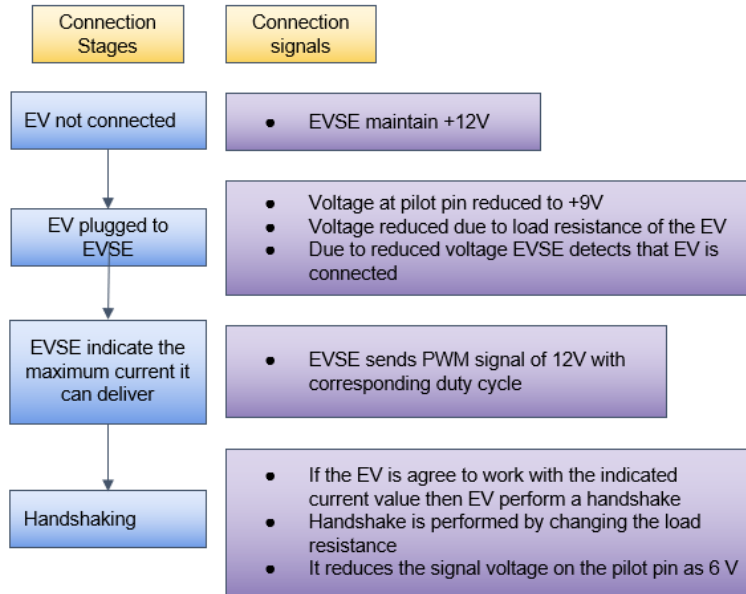 Connection
Stages
Connection
signals
EV not connected
● EVSE maintain +12V
EV plugged to
EVSE
● Voltage at pilot pin reduced to +9V
● Voltage reduced due to load resistance of the EV
● Due to reduced voltage EVSE detects that EV is
connected
EVSE indicate the
maximum current it
can deliver
● EVSE sends PWM signal of 12V with
corresponding duty cycle
Handshaking
● If the EV is agree to work with the indicated
current value then EV perform a handshake
● Handshake is performed by changing the load
resistance
● It reduces the signal voltage on the pilot pin as 6 V